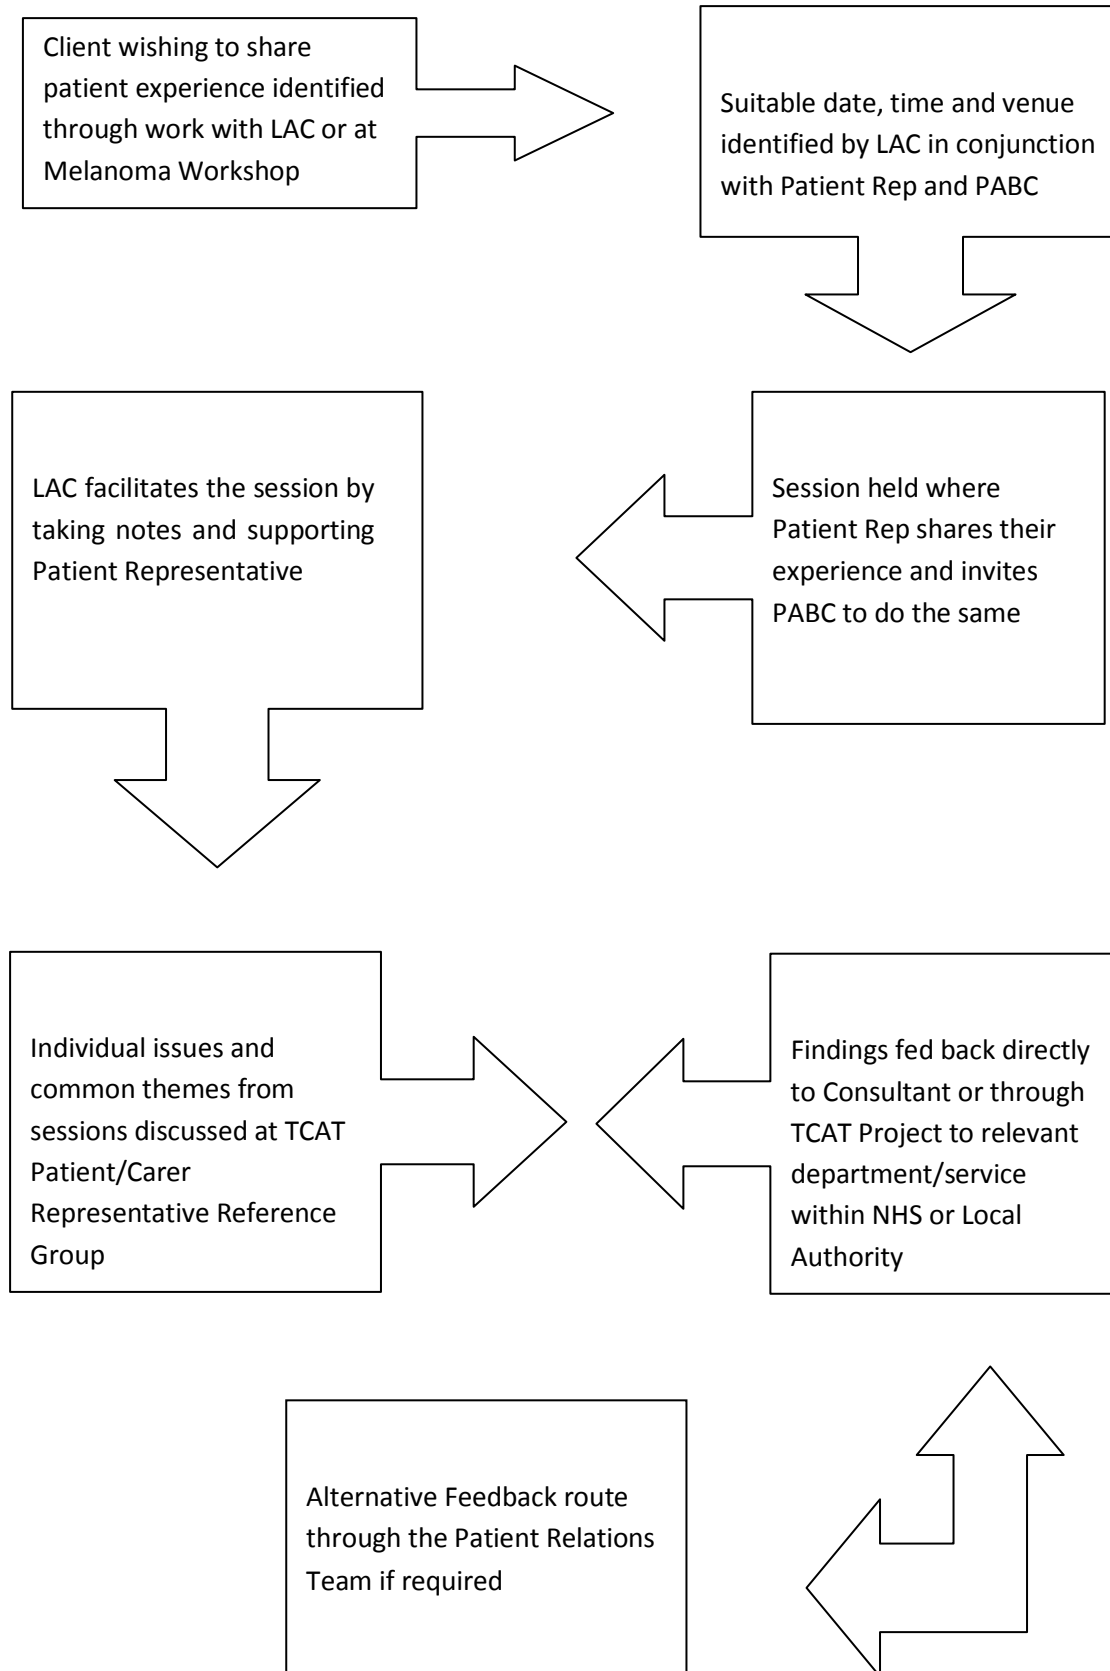 Client wishing to share
patient experience identified
through work with LAC or at
Melanoma Workshop
Suitable date, time and venue
identified by LAC in conjunction
with Patient Rep and PABC
LAC facilitates the session by
taking notes and supporting
Patient Representative
Session held where
Patient Rep shares their
experience and invites
PABC to do the same
Individual issues and
common themes from
sessions discussed at TCAT
Patient/Carer
Representative Reference
Group
Findings fed back directly
to Consultant or through
TCAT Project to relevant
department/service
within NHS or Local
Authority
Alternative Feedback route
through the Patient Relations
Team if required